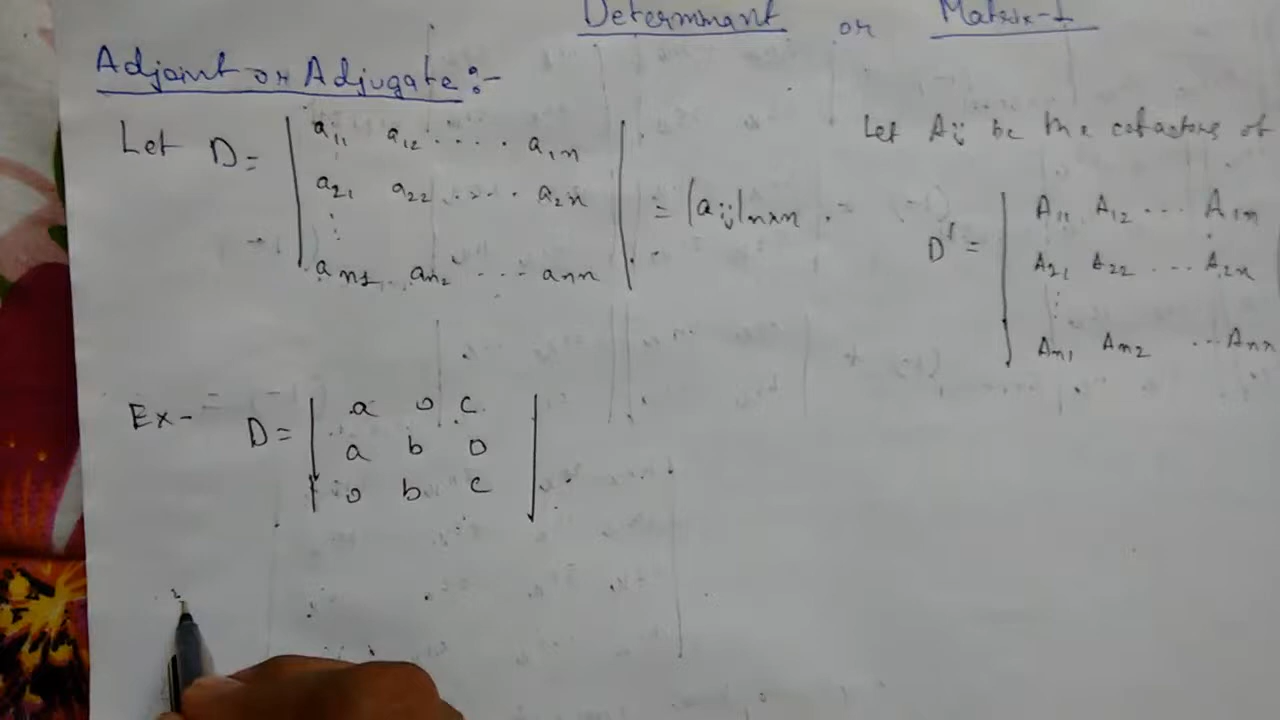 Determinant or Matrix-1
Adjoint or Adjugate :-
Let D = | a11 a12 .... a1n |
| a21 a22 ..... a2n | = |aij|n×n .
⋮
| an1 an2 .... ann |
Let Aij be the cofactors of
D' = | A11 A12 ... A1n
A21 A22 ... A2n
⋮
An1 An2 ... Ann
Ex- D = | a 0 c |
| a b 0 |
| 0 b c | .